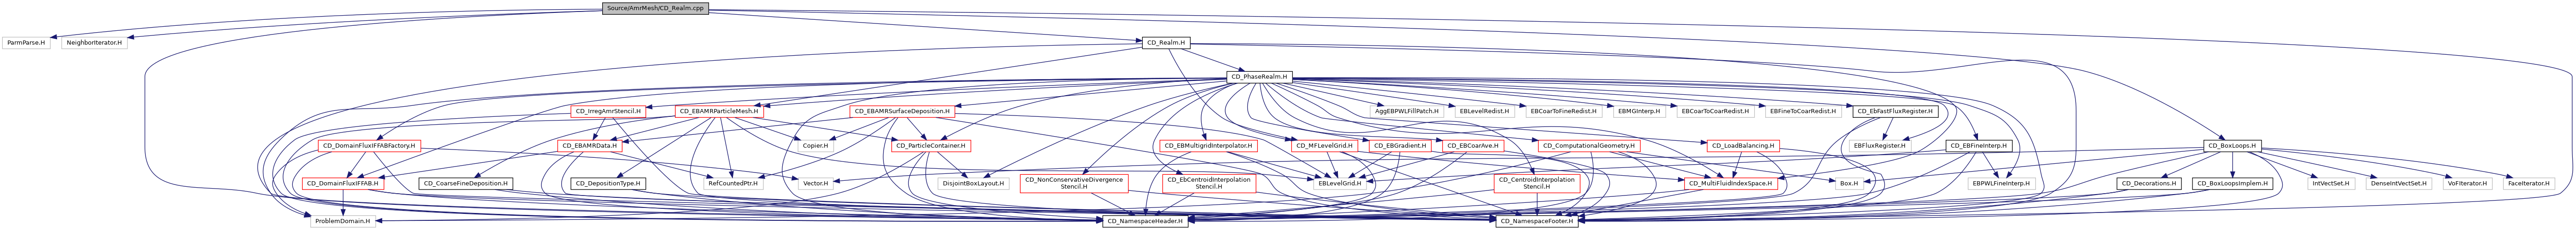 Source/AmrMesh/CD_Realm.cpp
ParmParse.H
NeighborIterator.H
CD_Realm.H
CD_PhaseRealm.H
CD_IrregAmrStencil.H
CD_EBAMRParticleMesh.H
CD_EBAMRSurfaceDeposition.H
AggEBPWLFillPatch.H
EBLevelRedist.H
EBCoarToFineRedist.H
EBMGInterp.H
EBCoarToCoarRedist.H
EBFineToCoarRedist.H
CD_EbFastFluxRegister.H
CD_DomainFluxIFFABFactory.H
CD_EBAMRData.H
Copier.H
CD_ParticleContainer.H
CD_EBMultigridInterpolator.H
CD_MFLevelGrid.H
CD_EBGradient.H
CD_EBCoarAve.H
CD_ComputationalGeometry.H
CD_LoadBalancing.H
EBFluxRegister.H
CD_EBFineInterp.H
CD_BoxLoops.H
CD_DomainFluxIFFAB.H
CD_CoarseFineDeposition.H
CD_DepositionType.H
RefCountedPtr.H
Vector.H
DisjointBoxLayout.H
CD_NonConservativeDivergence
Stencil.H
CD_EbCentroidInterpolation
Stencil.H
EBLevelGrid.H
CD_CentroidInterpolation
Stencil.H
CD_MultiFluidIndexSpace.H
Box.H
EBPWLFineInterp.H
CD_Decorations.H
CD_BoxLoopsImplem.H
IntVectSet.H
DenseIntVectSet.H
VoFIterator.H
FaceIterator.H
ProblemDomain.H
CD_NamespaceHeader.H
CD_NamespaceFooter.H